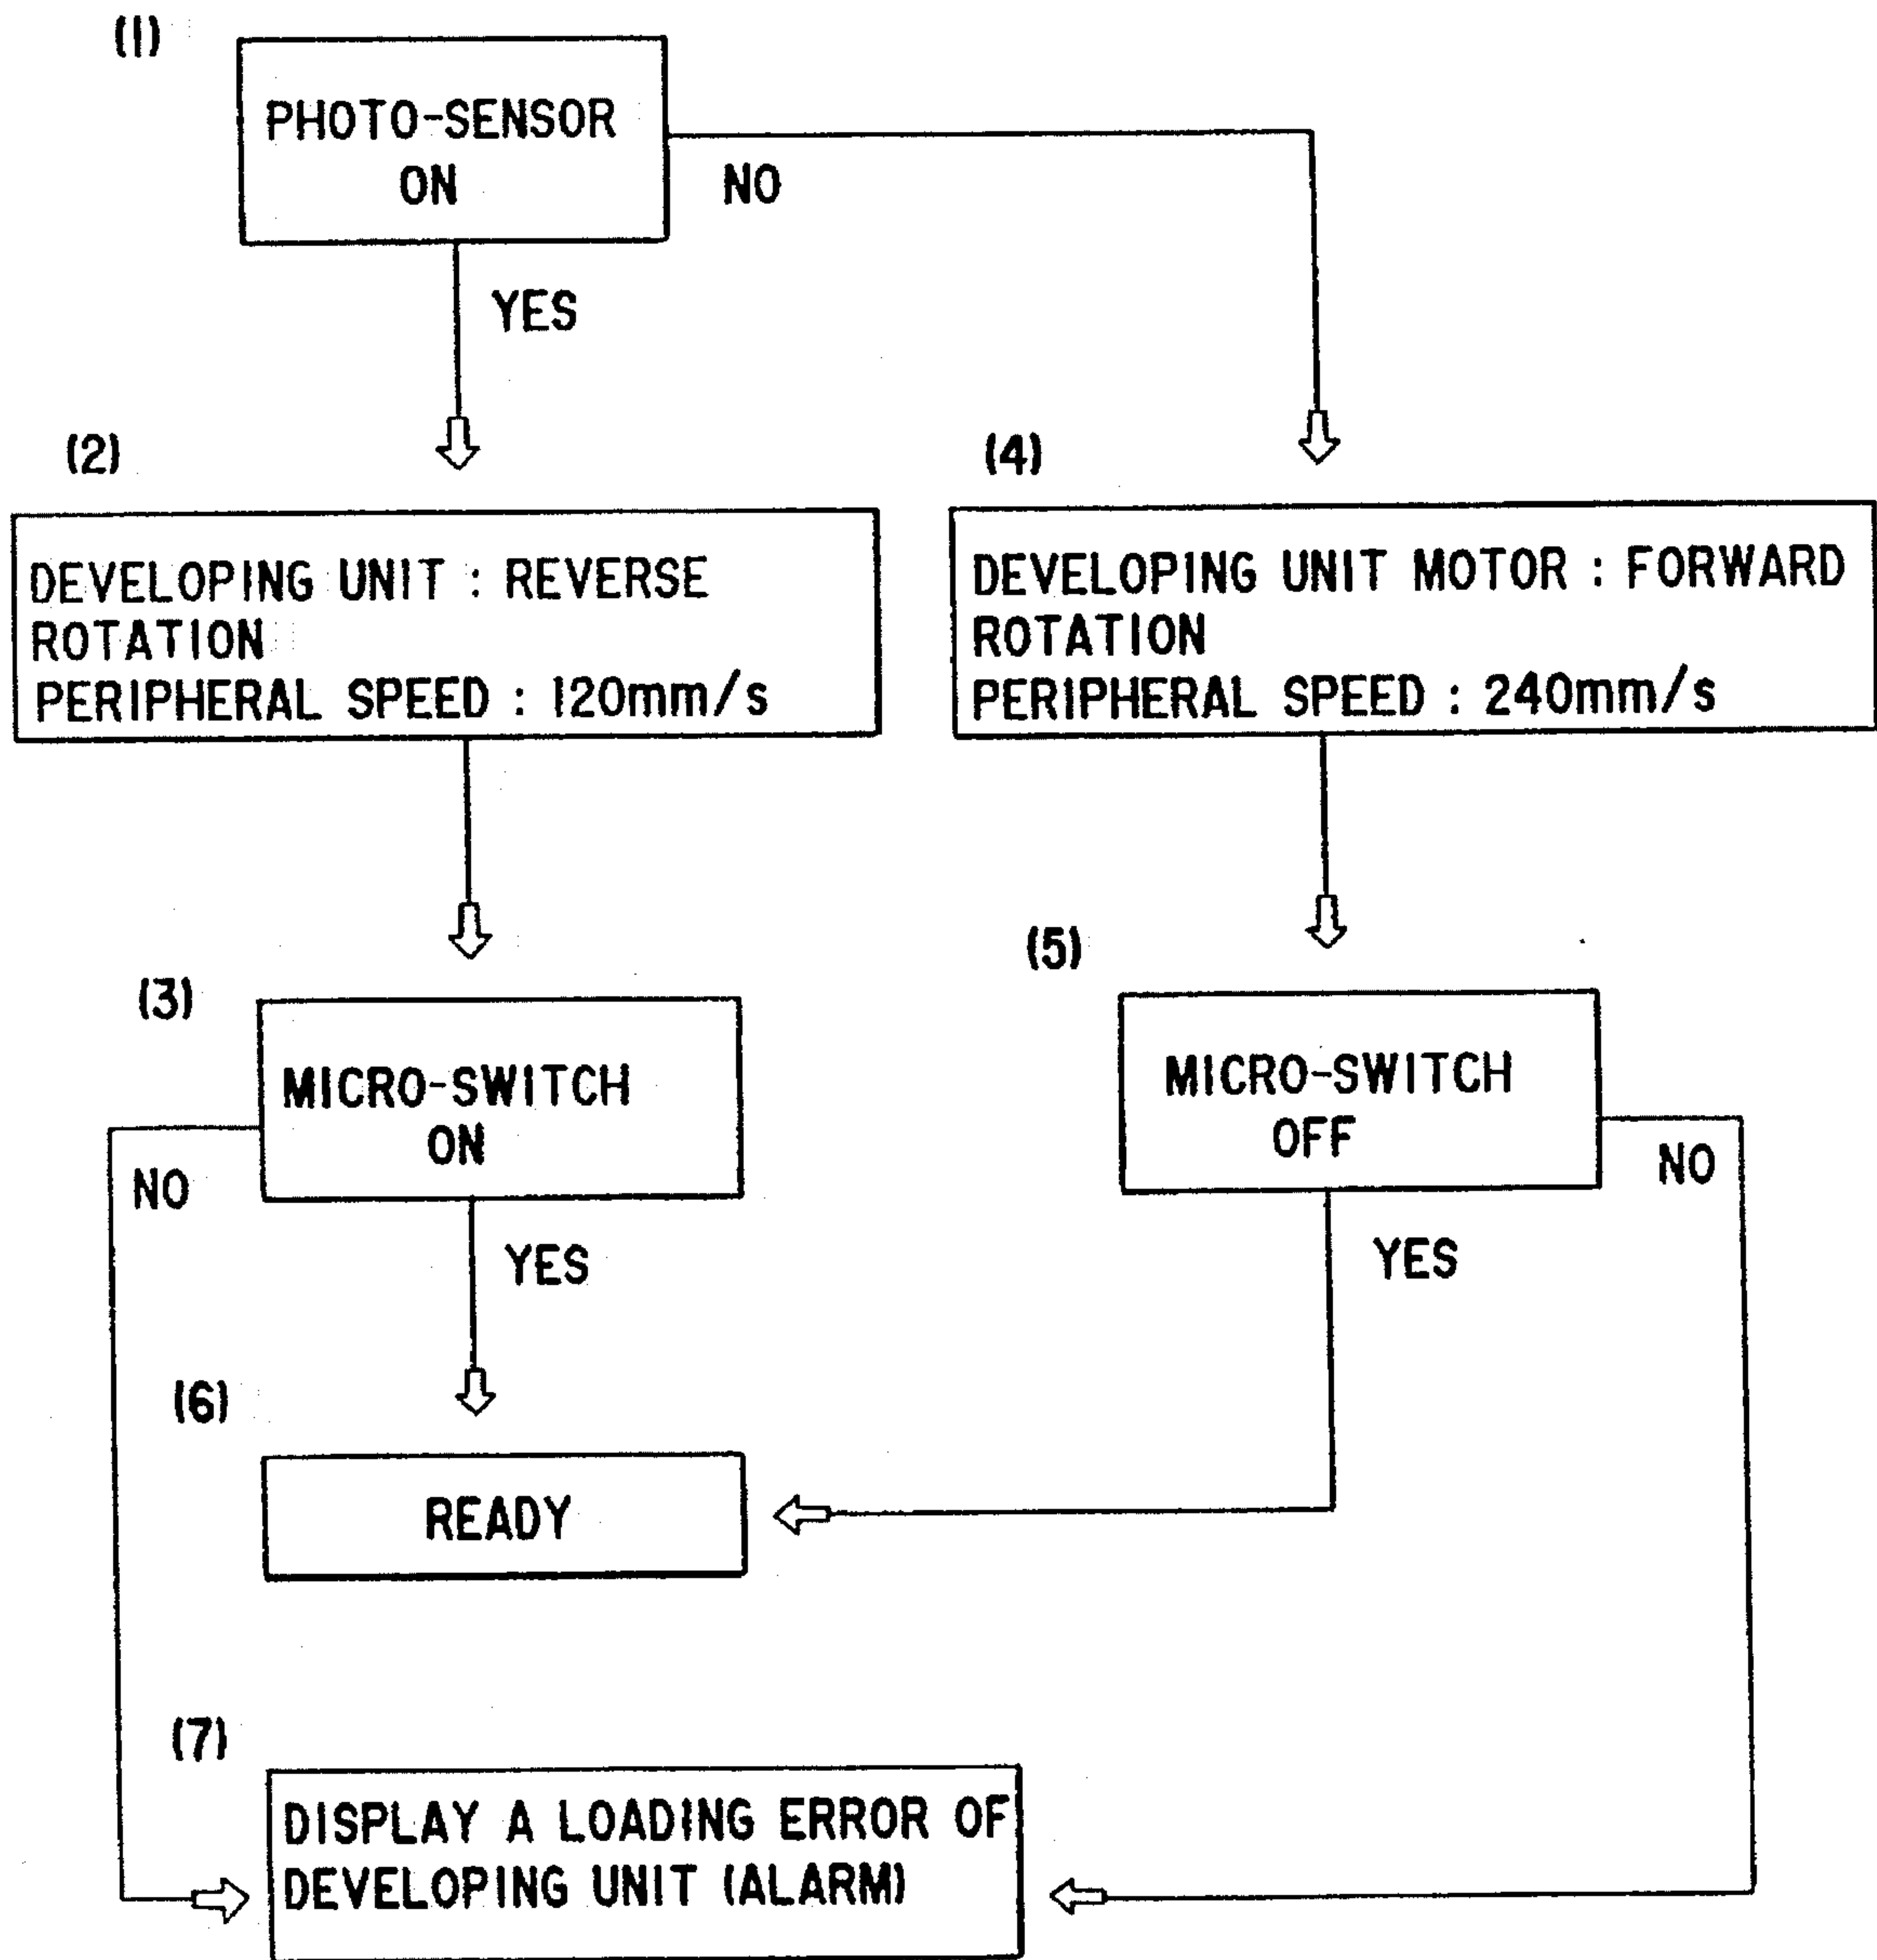 (1)
PHOTO-SENSOR
ON
NO
YES
(2)
DEVELOPING UNIT : REVERSE
ROTATION
PERIPHERAL SPEED : 120mm/s
(4)
DEVELOPING UNIT MOTOR : FORWARD
ROTATION
PERIPHERAL SPEED : 240mm/s
(3)
MICRO-SWITCH
ON
NO
YES
(5)
MICRO-SWITCH
OFF
NO
YES
(6)
READY
(7)
DISPLAY A LOADING ERROR OF
DEVELOPING UNIT (ALARM)